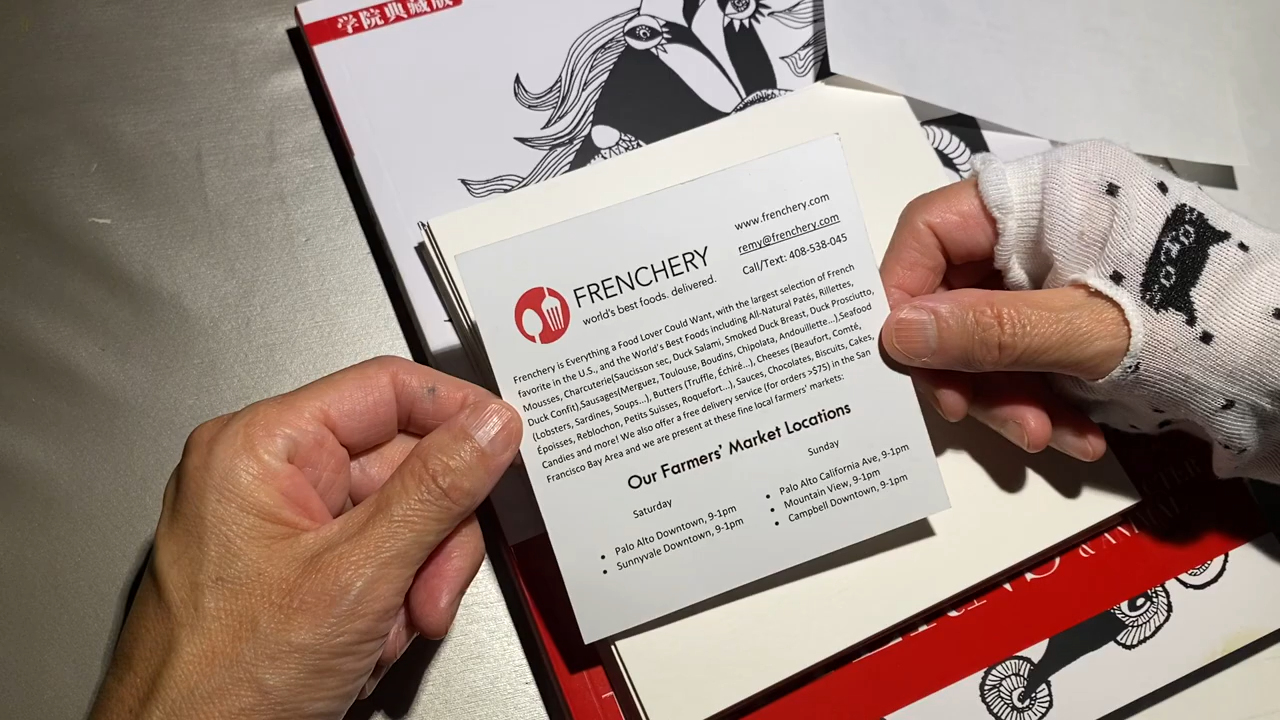 学院典藏版
www.frenchery.com
remy@frenchery.com
Call/Text: 408-538-045
FRENCHERY
world's best foods. delivered.
Frenchery is Everything a Food Lover Could Want, with the largest selection of French
favorite in the U.S., and the World's Best Foods including All-Natural Patés, Rillettes,
Mousses, Charcuterie(Saucisson sec, Duck Salami, Smoked Duck Breast, Duck Prosciutto,
Duck Confit),Sausages(Merguez, Toulouse, Boudins, Chipolata, Andouillette...),Seafood
(Lobsters, Sardines, Soups...), Butters (Truffle, Échiré...), Cheeses (Beaufort, Comté,
Époisses, Reblochon, Petits Suisses, Roquefort...), Sauces, Chocolates, Biscuits, Cakes,
Candies and more! We also offer a free delivery service (for orders >$75) in the San
Francisco Bay Area and we are present at these fine local farmers' markets:
Our Farmers' Market Locations
Saturday
• Palo Alto Downtown, 9-1pm
• Sunnyvale Downtown, 9-1pm
Sunday
• Palo Alto California Ave, 9-1pm
• Mountain View, 9-1pm
• Campbell Downtown, 9-1pm